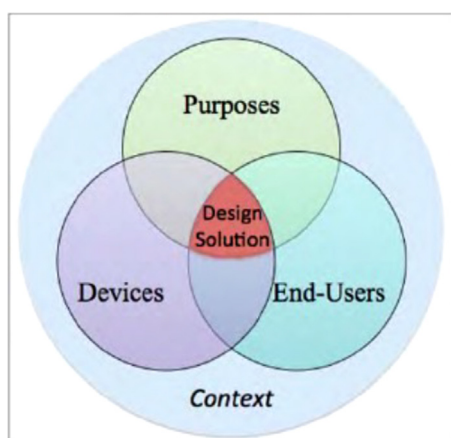 Purposes
Design
Solution
Devices
End-Users
Context